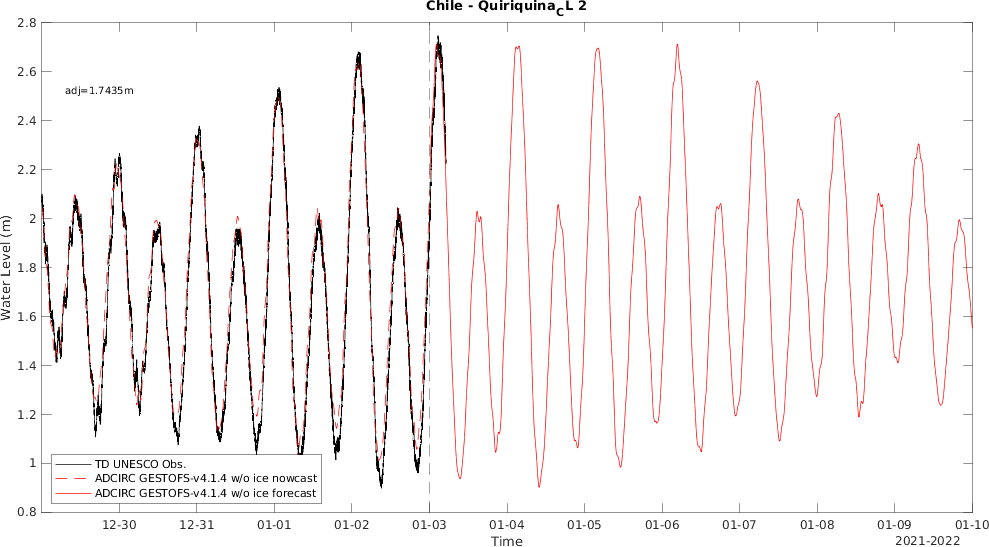 Chile - Quiriquina_CL 2
adj=1.7435m
Water Level (m)
2.8
2.6
2.4
2.2
2
1.8
1.6
1.4
1.2
1
0.8
TD UNESCO Obs.
ADCIRC GESTOFS-v4.1.4 w/o ice nowcast
ADCIRC GESTOFS-v4.1.4 w/o ice forecast
12-30 12-31 01-01 01-02 01-03 01-04 01-05 01-06 01-07 01-08 01-09 01-10
Time
2021-2022